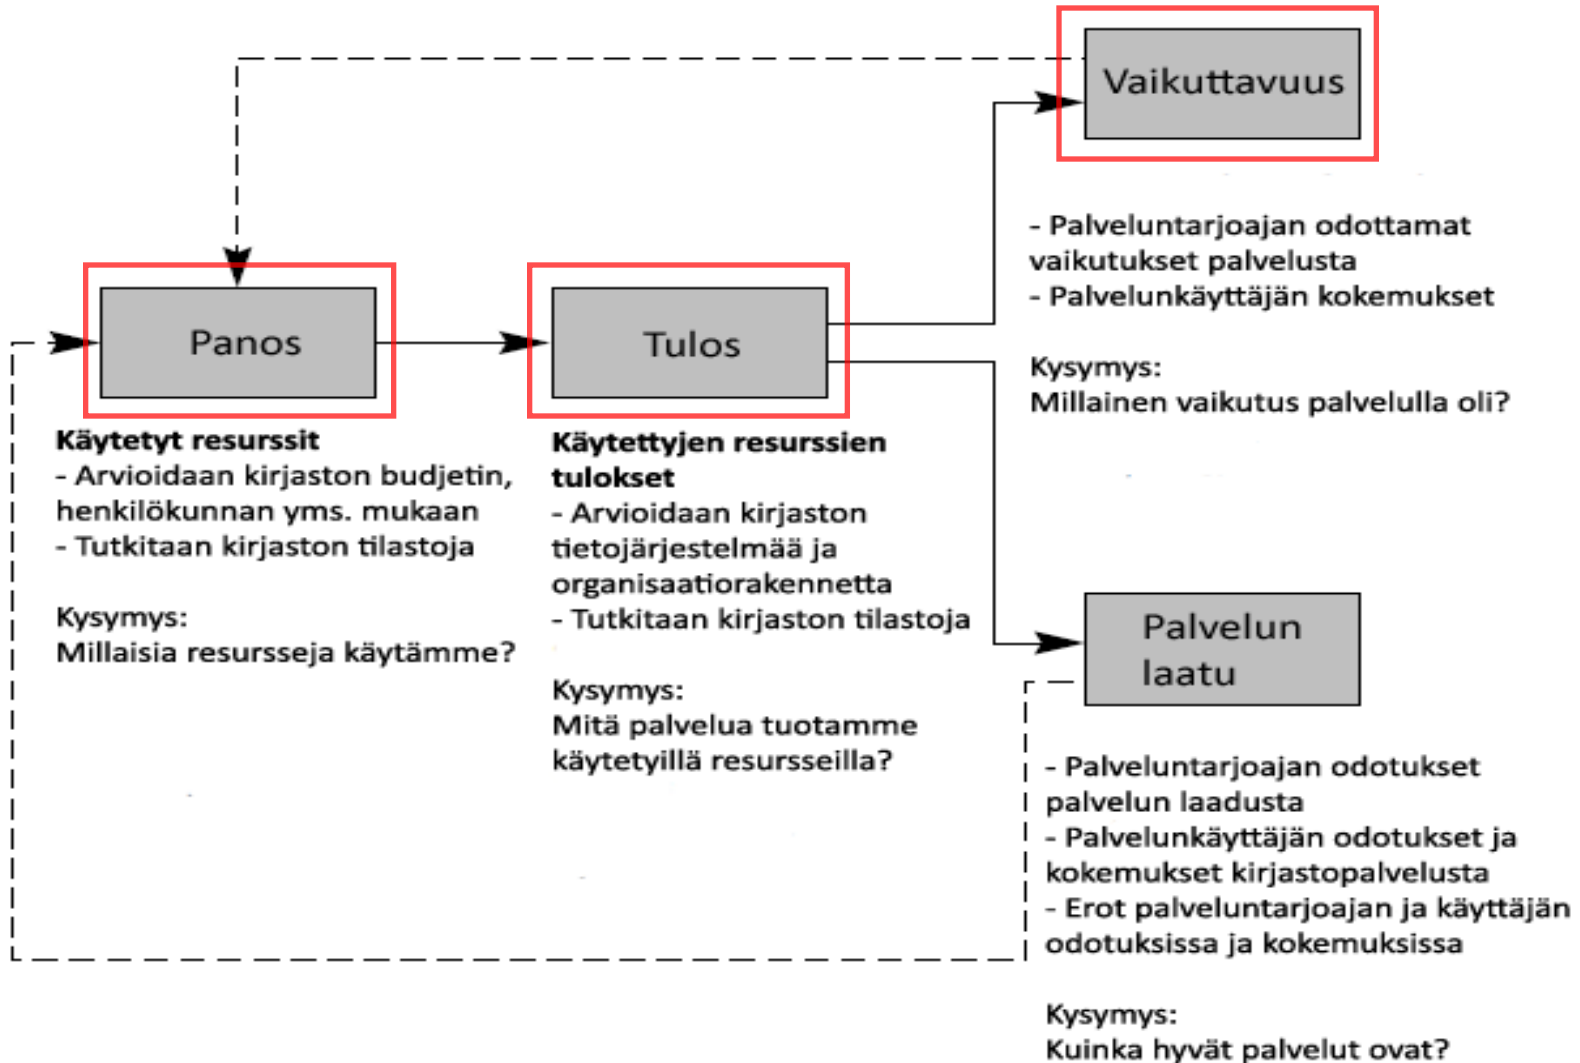 Vaikuttavuus
- Palveluntarjoajan odottamat
vaikutukset palvelusta
- Palvelunkäyttäjän kokemukset
Kysymys:
Millainen vaikutus palvelulla oli?
Panos
Käytetyt resurssit
- Arvioidaan kirjaston budjetin,
henkilökunnan yms. mukaan
- Tutkitaan kirjaston tilastoja
Kysymys:
Millaisia resursseja käytämme?
Tulos
Käytettyjen resurssien
tulokset
- Arvioidaan kirjaston
tietojärjestelmää ja
organisaatiorakennetta
- Tutkitaan kirjaston tilastoja
Kysymys:
Mitä palvelua tuotamme
käytetyillä resursseilla?
Palvelun
laatu
- Palveluntarjoajan odotukset
palvelun laadusta
- Palvelunkäyttäjän odotukset ja
kokemukset kirjastopalvelusta
- Erot palveluntarjoajan ja käyttäjän
odotuksissa ja kokemuksissa
Kysymys:
Kuinka hyvät palvelut ovat?